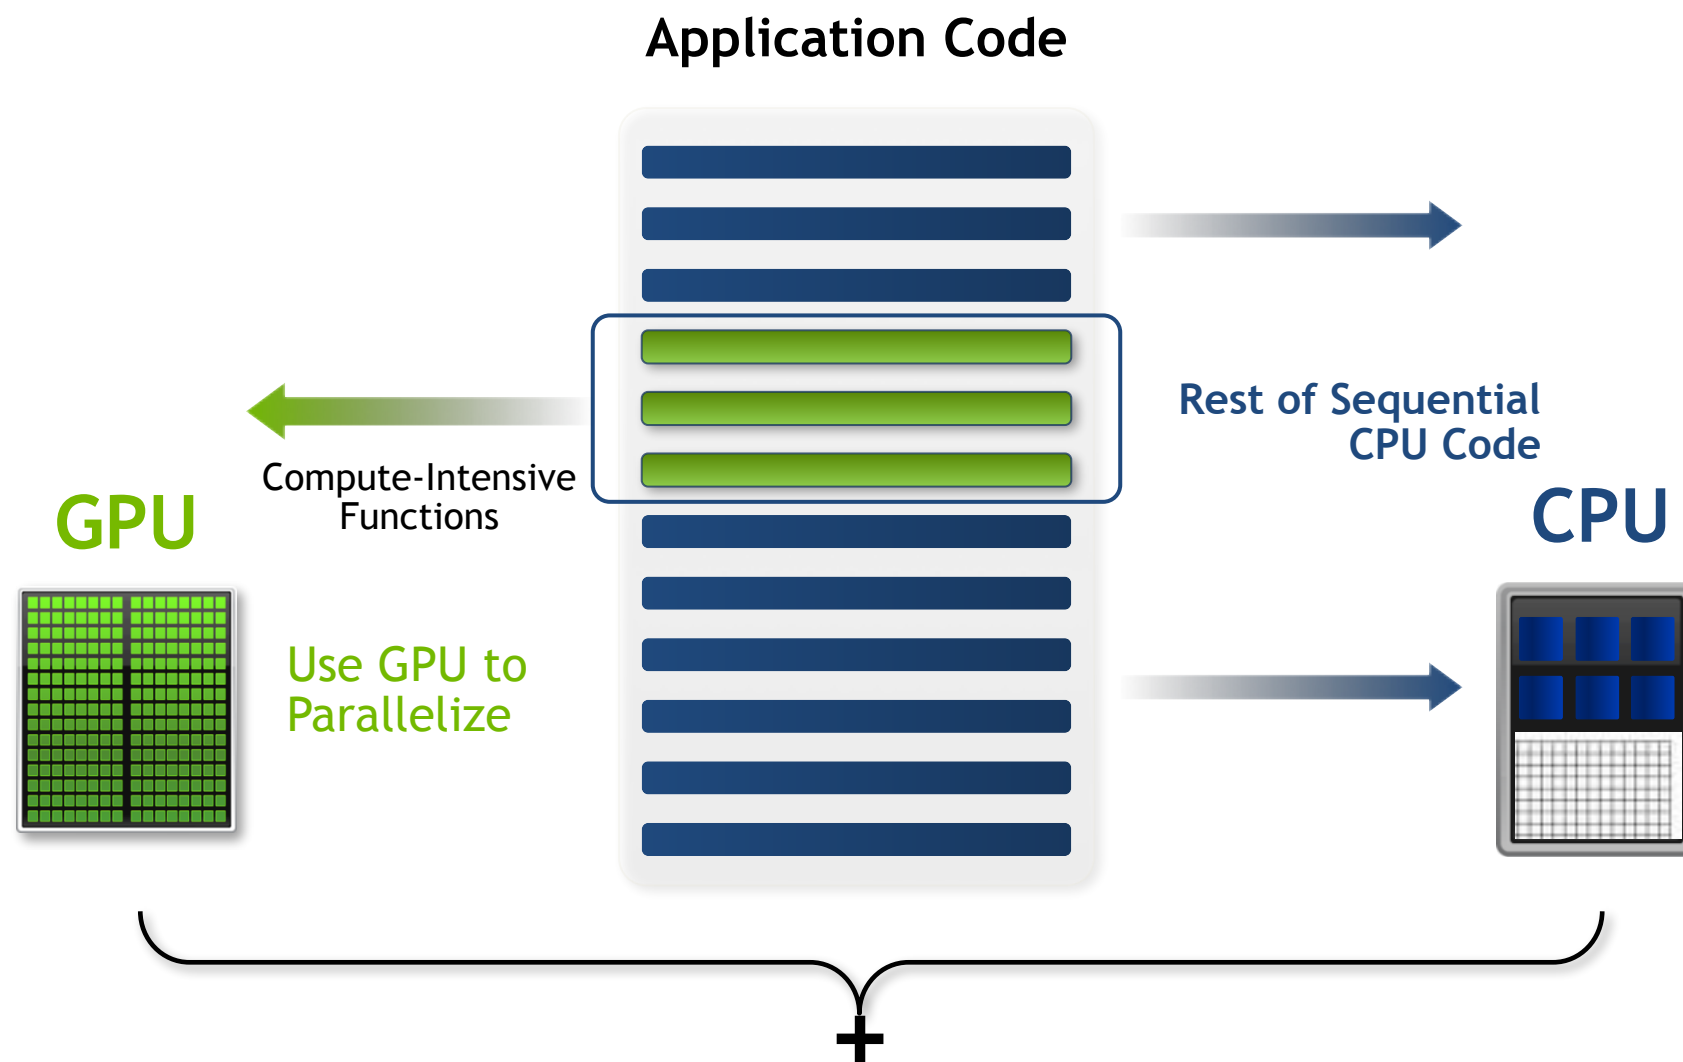 Application Code
Rest of Sequential
CPU Code
Compute-Intensive
Functions
GPU
CPU
Use GPU to
Parallelize
+